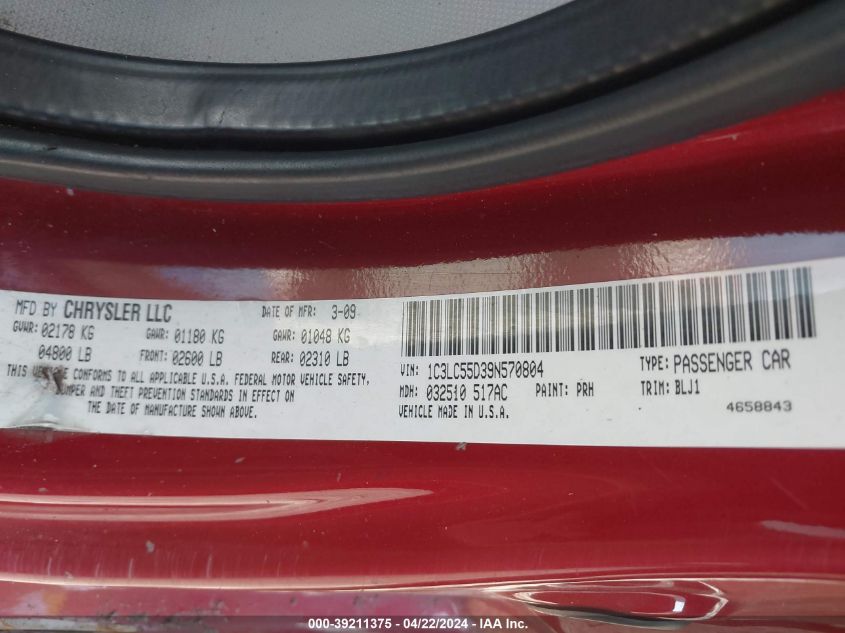 MFD BY CHRYSLER LLC
DATE OF MFR: 3-09
GVWR: 02178 KG
GAWR: 01180 KG
GAWR: 01048 KG
04800 LB
FRONT: 02600 LB
REAR: 02310 LB
THIS VEHICLE CONFORMS TO ALL APPLICABLE U.S.A. FEDERAL MOTOR VEHICLE SAFETY,
BUMPER AND THEFT PREVENTION STANDARDS IN EFFECT ON
THE DATE OF MANUFACTURE SHOWN ABOVE.
VIN: 1C3LC55D39N570804
TYPE: PASSENGER CAR
MDH: 032510 517AC
PAINT: PRH
TRIM: BLJ1
VEHICLE MADE IN U.S.A.
4658843
000-39211375 - 04/22/2024 - IAAI.com